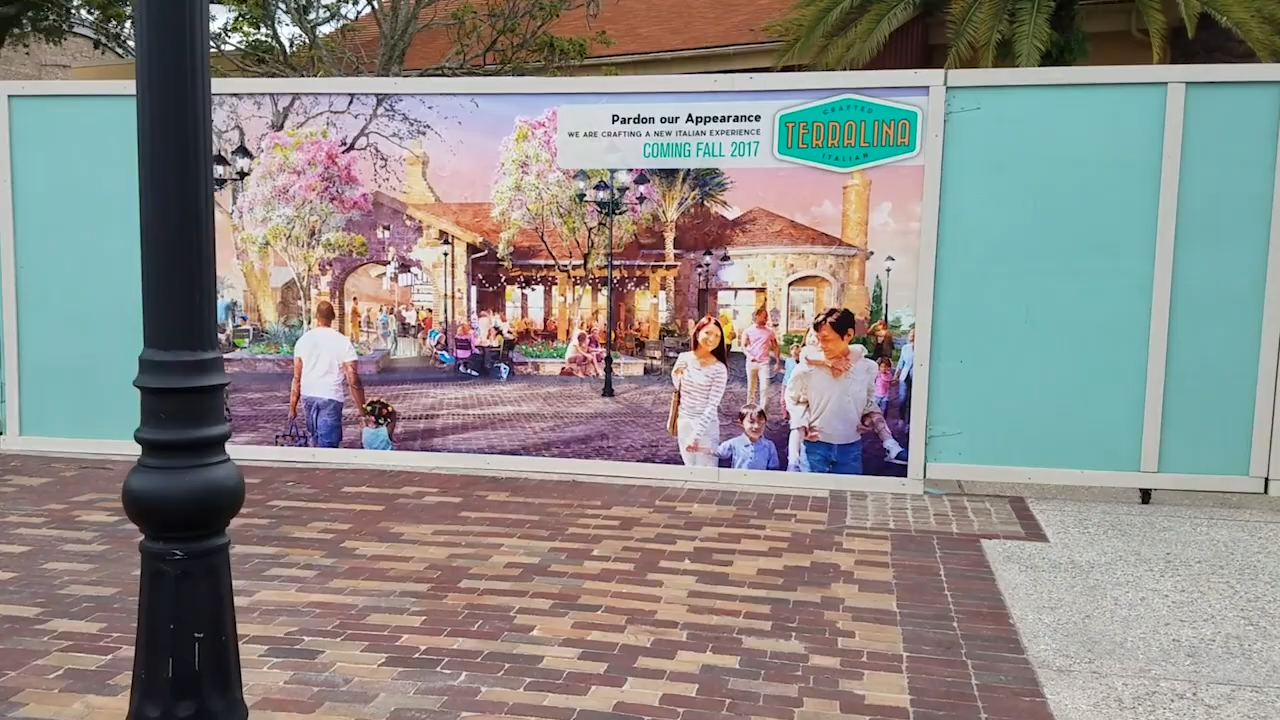 Pardon our Appearance
WE ARE CRAFTING A NEW ITALIAN EXPERIENCE
COMING FALL 2017
CRAFTED
TERRALINA
ITALIAN